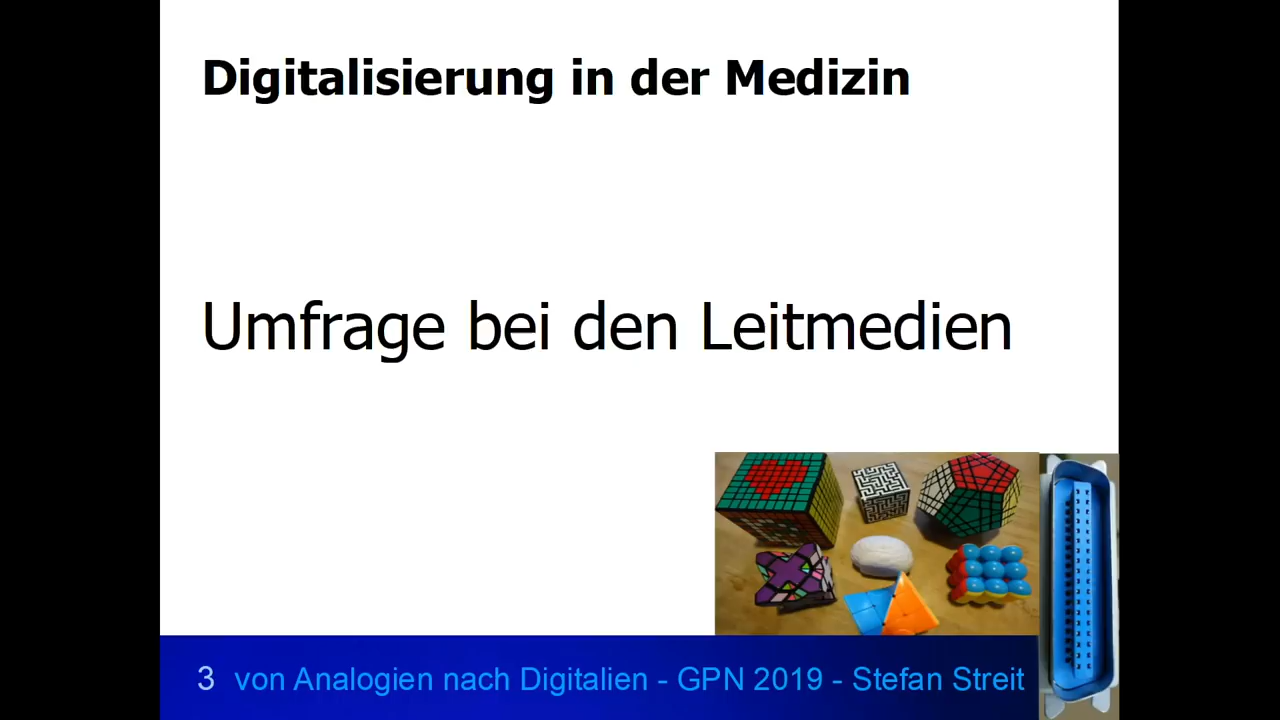 Digitalisierung in der Medizin
Umfrage bei den Leitmedien
3 von Analogien nach Digitalien - GPN 2019 - Stefan Streit